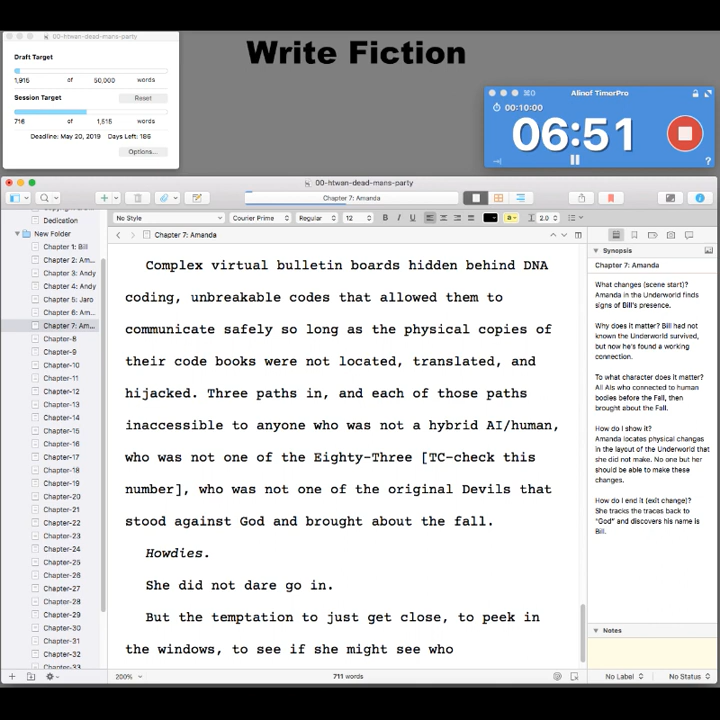 00-htwan-dead-mans-party
Draft Target
1,915 of 50,000 words
Session Target
Reset
716 of 1,515 words
Deadline: May 20, 2019 Days Left: 186
Options...
Write Fiction
⌘0
Alinof TimerPro
00:10:00
06:51
?
00-htwan-dead-mans-party
Chapter 7: Amanda
No Style
Courier Prime
Regular
12
B I U
a
2.0
Dedication
New Folder
Chapter 1: Bill
Chapter 2: Am...
Chapter 3: Andy
Chapter 4: Andy
Chapter 5: Jaro
Chapter 6: Am...
Chapter 7: Am...
Chapter-8
Chapter-9
Chapter-10
Chapter-11
Chapter-12
Chapter-13
Chapter-14
Chapter-15
Chapter-16
Chapter-17
Chapter-18
Chapter-19
Chapter-20
Chapter-21
Chapter-22
Chapter-23
Chapter-24
Chapter-25
Chapter-26
Chapter-27
Chapter-28
Chapter-29
Chapter-30
Chapter-31
Chapter-32
Chapter-33
Chapter 7: Amanda
Complex virtual bulletin boards hidden behind DNA
coding, unbreakable codes that allowed them to
communicate safely so long as the physical copies of
their code books were not located, translated, and
hijacked. Three paths in, and each of those paths
inaccessible to anyone who was not a hybrid AI/human,
who was not one of the Eighty-Three [TC-check this
number], who was not one of the original Devils that
stood against God and brought about the fall.
Howdies.
She did not dare go in.
But the temptation to just get close, to peek in
the windows, to see if she might see who
200%
711 words
Synopsis
Chapter 7: Amanda
What changes (scene start)?
Amanda in the Underworld finds
signs of Bill's presence.
Why does it matter? Bill had not
known the Underworld survived,
but now he's found a working
connection.
To what character does it matter?
All AIs who connected to human
bodies before the Fall, then
brought about the Fall.
How do I show it?
Amanda locates physical changes
in the layout of the Underworld that
she did not make. No one but her
should be able to make these
changes.
How do I end it (exit change)?
She tracks the traces back to
"God" and discovers his name is
Bill.
Notes
No Label
No Status